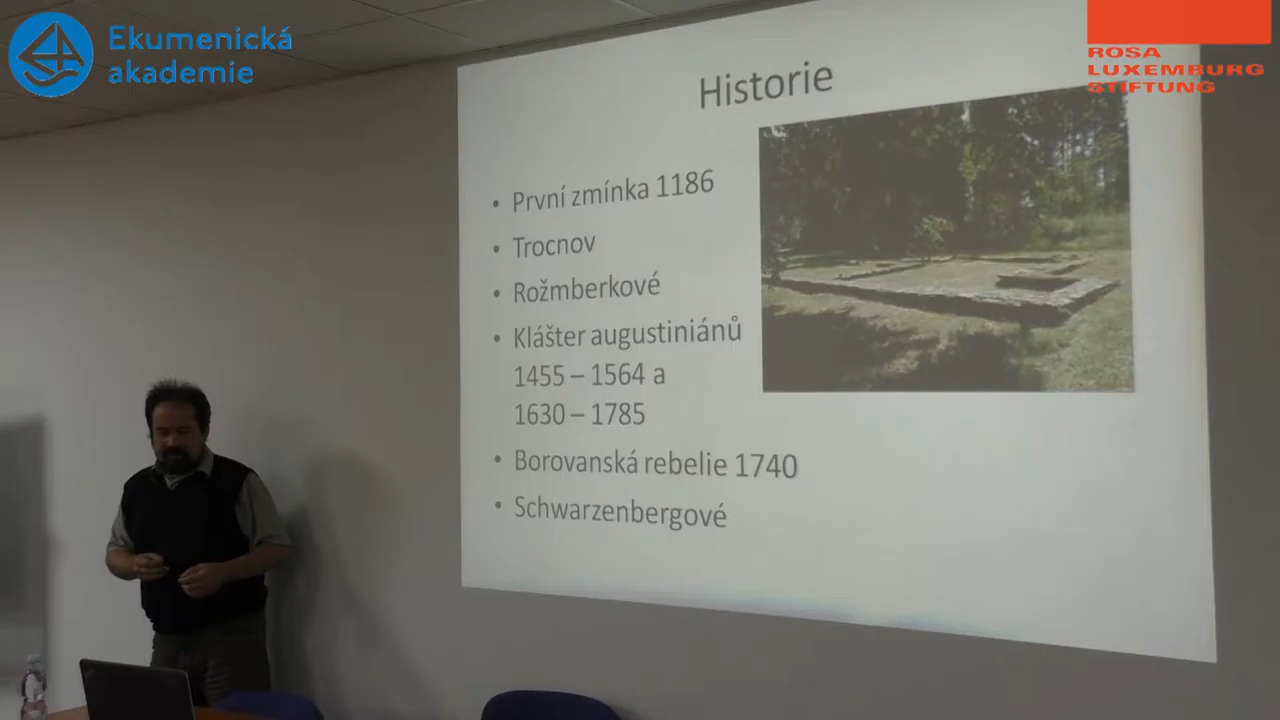 Ekumenická
akademie
ROSA
LUXEMBURG
STIFTUNG
Historie
• První zmínka 1186
• Trocnov
• Rožmberkové
• Klášter augustiniánů
1455 – 1564 a
1630 – 1785
• Borovanská rebelie 1740
• Schwarzenbergové